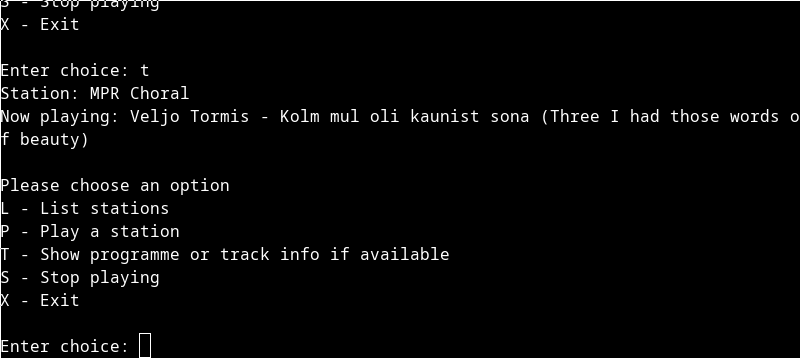 S - Stop playing
X - Exit
Enter choice: t
Station: MPR Choral
Now playing: Veljo Tormis - Kolm mul oli kaunist sona (Three I had those words o
f beauty)
Please choose an option
L - List stations
P - Play a station
T - Show programme or track info if available
S - Stop playing
X - Exit
Enter choice: